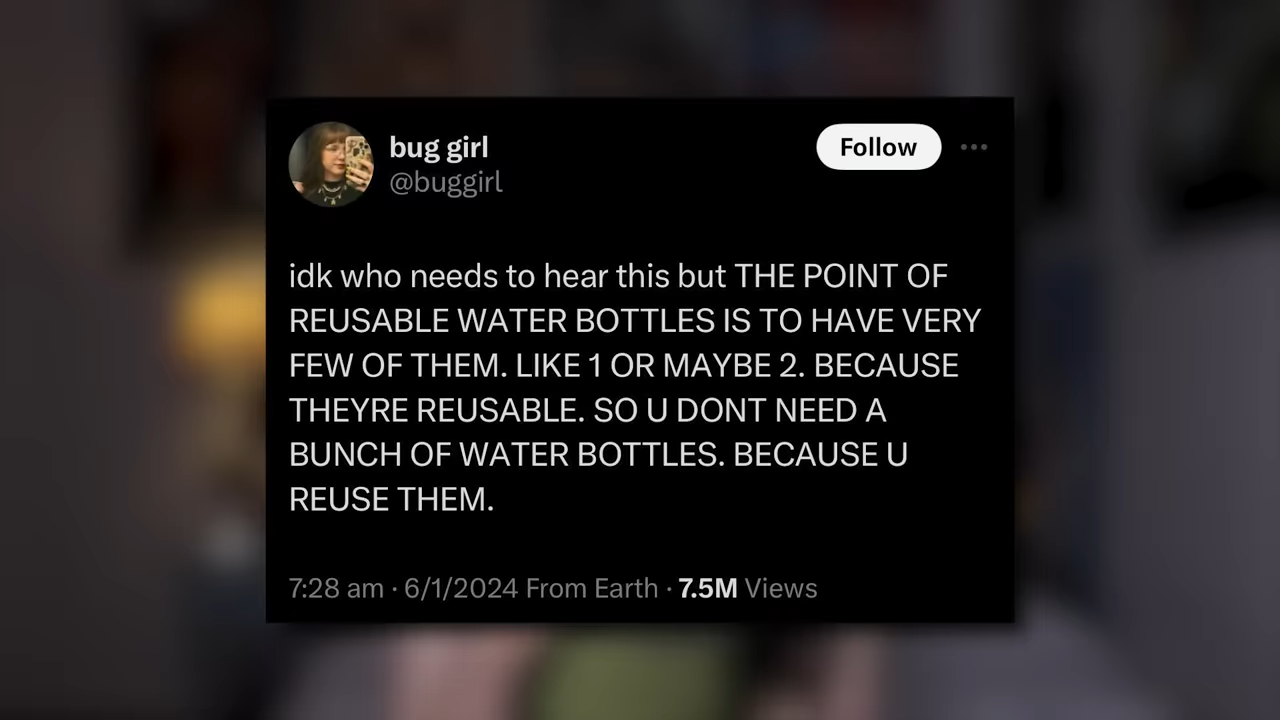 bug girl
Follow
@buggirl
idk who needs to hear this but THE POINT OF
REUSABLE WATER BOTTLES IS TO HAVE VERY
FEW OF THEM. LIKE 1 OR MAYBE 2. BECAUSE
THEYRE REUSABLE. SO U DONT NEED A
BUNCH OF WATER BOTTLES. BECAUSE U
REUSE THEM.
7:28 am · 6/1/2024 From Earth · 7.5M Views